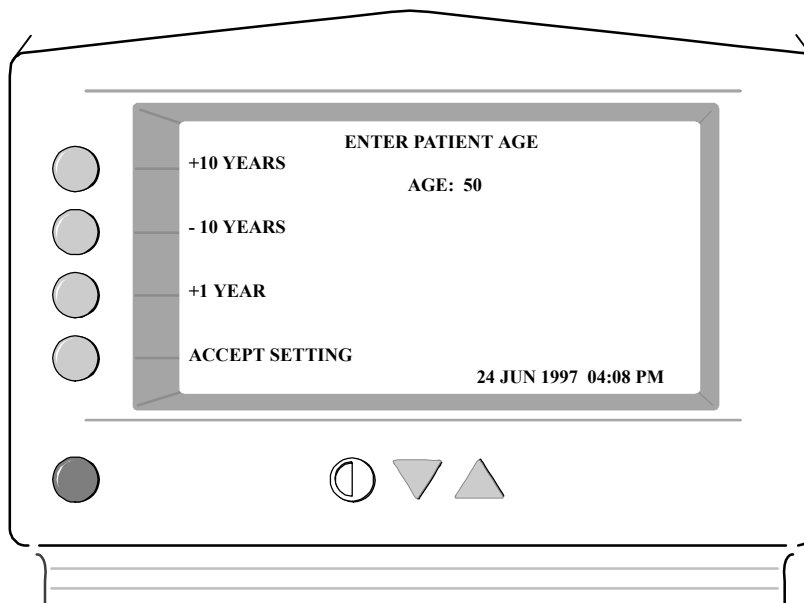 ENTER PATIENT AGE
+10 YEARS
AGE: 50
- 10 YEARS
+1 YEAR
ACCEPT SETTING
24 JUN 1997 04:08 PM